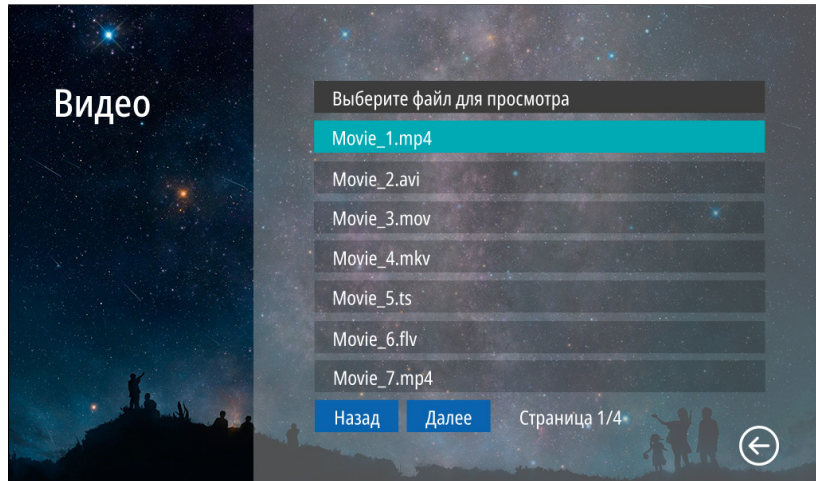 Видео
Выберите файл для просмотра
Movie_1.mp4
Movie_2.avi
Movie_3.mov
Movie_4.mkv
Movie_5.ts
Movie_6.flv
Movie_7.mp4
Назад Далее Страница 1/4